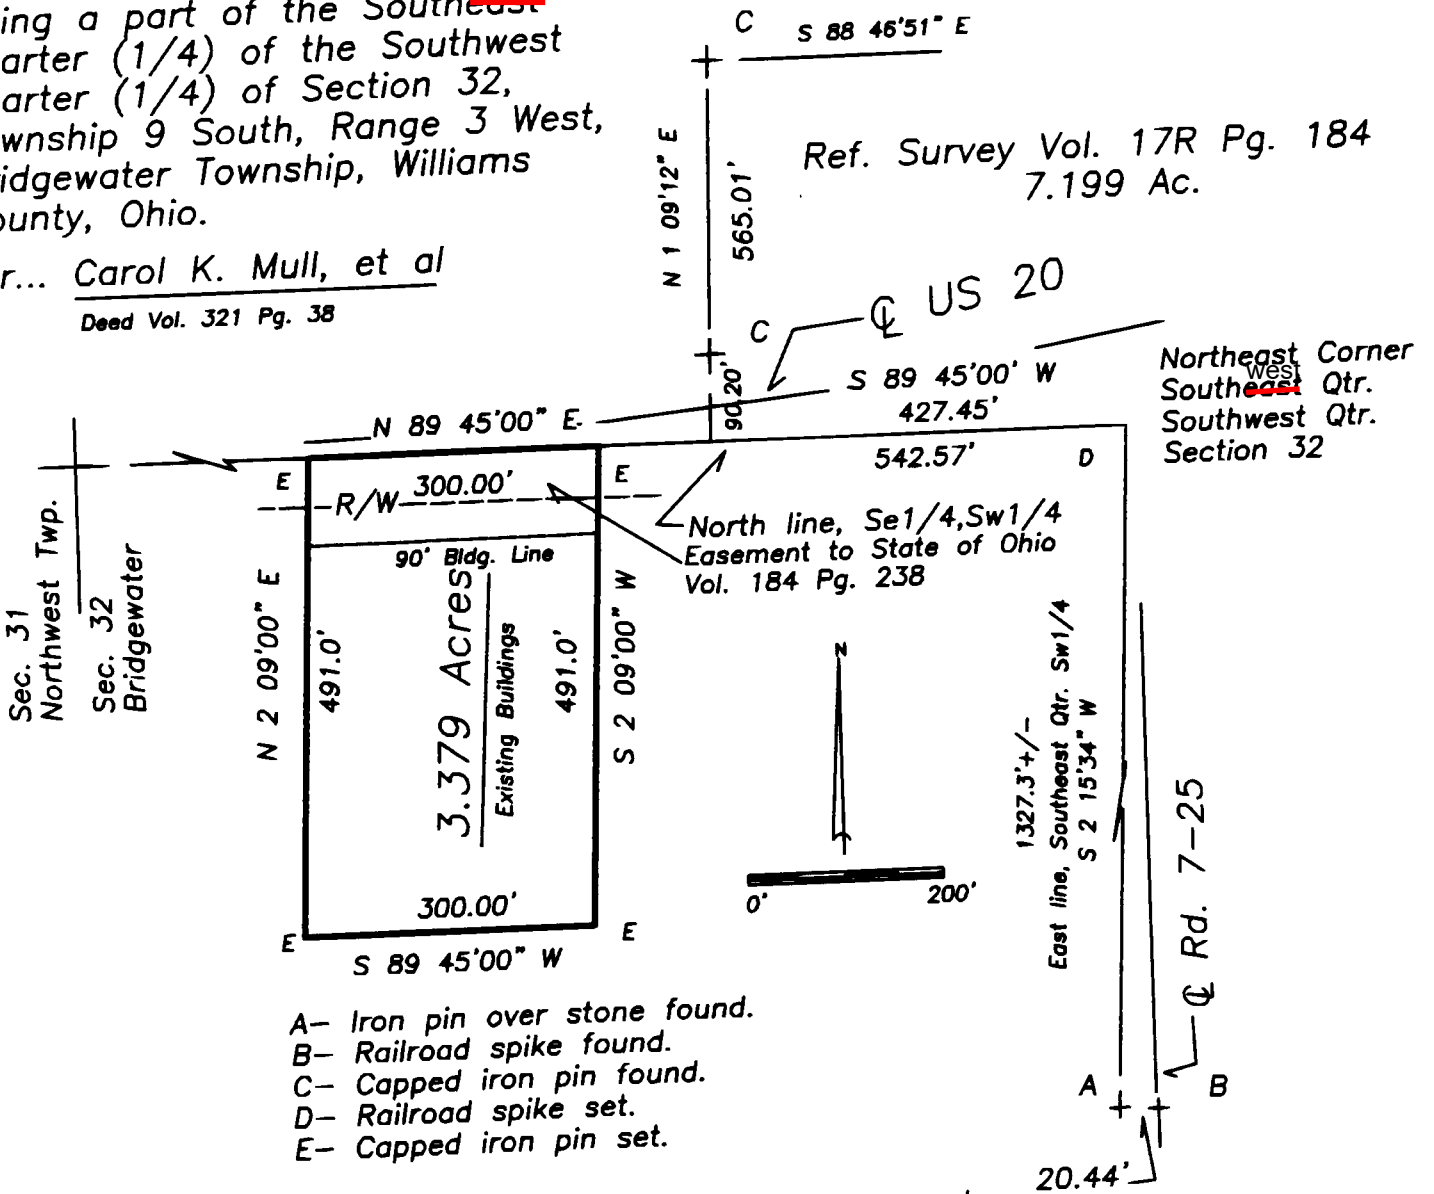 ing a part of the Southeast
arter (1/4) of the Southwest
arter (1/4) of Section 32,
wnship 9 South, Range 3 West,
idgewater Township, Williams
ounty, Ohio.
r... Carol K. Mull, et al
Deed Vol. 321 Pg. 38
C
S 88 46'51" E
N 1 09'12" E
565.01'
Ref. Survey Vol. 17R Pg. 184
7.199 Ac.
C
℄ US 20
90.20'
S 89 45'00' W
427.45'
542.57'
D
Northeast Corner
west
Southeast Qtr.
Southwest Qtr.
Section 32
N 89 45'00" E
E
E
R/W
300.00'
90' Bldg. Line
North line, Se1/4,Sw1/4
Easement to State of Ohio
Vol. 184 Pg. 238
Sec. 31
Northwest Twp.
Sec. 32
Bridgewater
N 2 09'00" E
491.0'
3.379 Acres
Existing Buildings
491.0'
S 2 09'00" W
N
0'
200'
1327.3'+/-
East line, Southeast Qtr. Sw1/4
S 2 15'34" W
℄ Rd. 7-25
300.00'
E
E
S 89 45'00" W
A- Iron pin over stone found.
B- Railroad spike found.
C- Capped iron pin found.
D- Railroad spike set.
E- Capped iron pin set.
A
B
20.44'